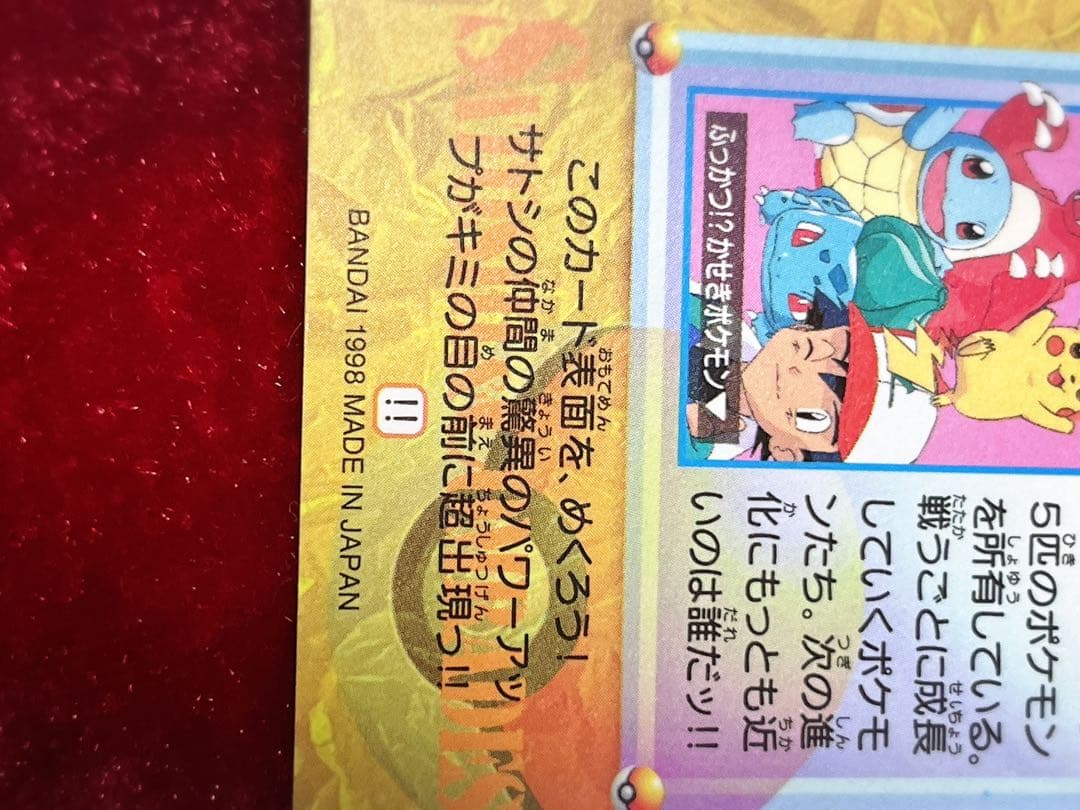 ふっかつ!? かせきポケモン▼
5匹のポケモン
を所有している。
戦うごとに成長
していくポケモ
ンたち。次の進
化にもっとも近
いのは誰だッ!!
このカード表面を、めくろう!
サトシの仲間の驚異のパワーアッ
プがキミの目の前に超出現っ!!
!!
BANDAI 1998 MADE IN JAPAN